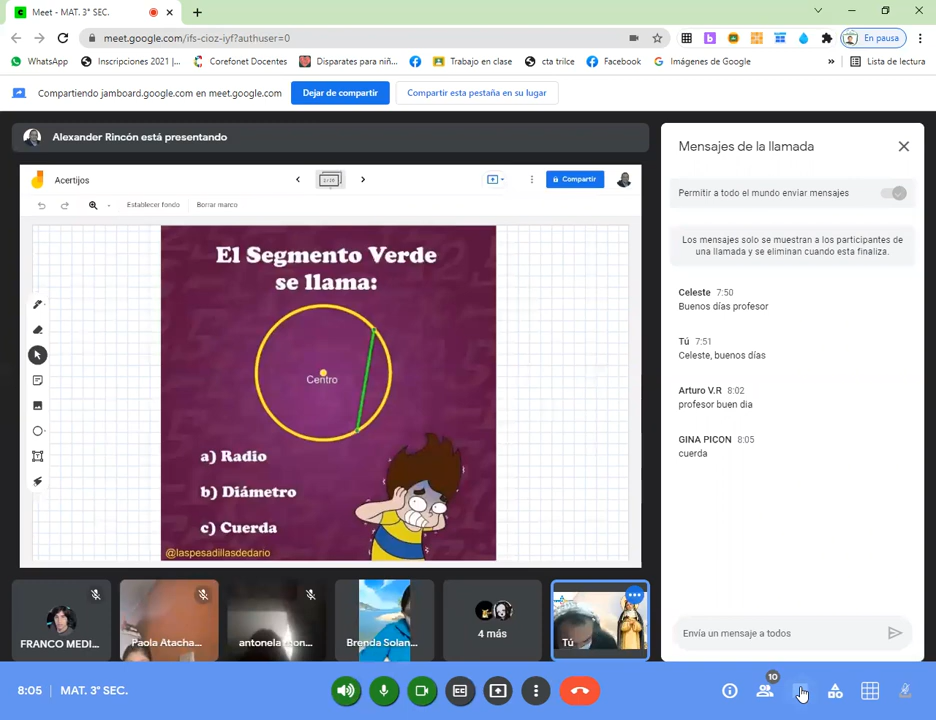 Meet - MAT. 3° SEC.
meet.google.com/ifs-cioz-iyf?authuser=0
En pausa
WhatsApp
Inscripciones 2021 |...
Corefonet Docentes
Disparates para niñ...
Trabajo en clase
cta trilce
Facebook
Imágenes de Google
»
Lista de lectura
Compartiendo jamboard.google.com en meet.google.com
Dejar de compartir
Compartir esta pestaña en su lugar
Alexander Rincón está presentando
Acertijos
Compartir
Establecer fondo
Borrar marco
El Segmento Verde
se llama:
Centro
a) Radio
b) Diámetro
c) Cuerda
@laspesadillasdedario
Mensajes de la llamada
Permitir a todo el mundo enviar mensajes
Los mensajes solo se muestran a los participantes de
una llamada y se eliminan cuando esta finaliza.
Celeste 7:50
Buenos días profesor
Tú 7:51
Celeste, buenos días
Arturo V.R 8:02
profesor buen dia
GINA PICON 8:05
cuerda
Envía un mensaje a todos
FRANCO MEDI...
Paola Atacha...
Brenda Solan...
4 más
Tú
8:05 | MAT. 3° SEC.
10